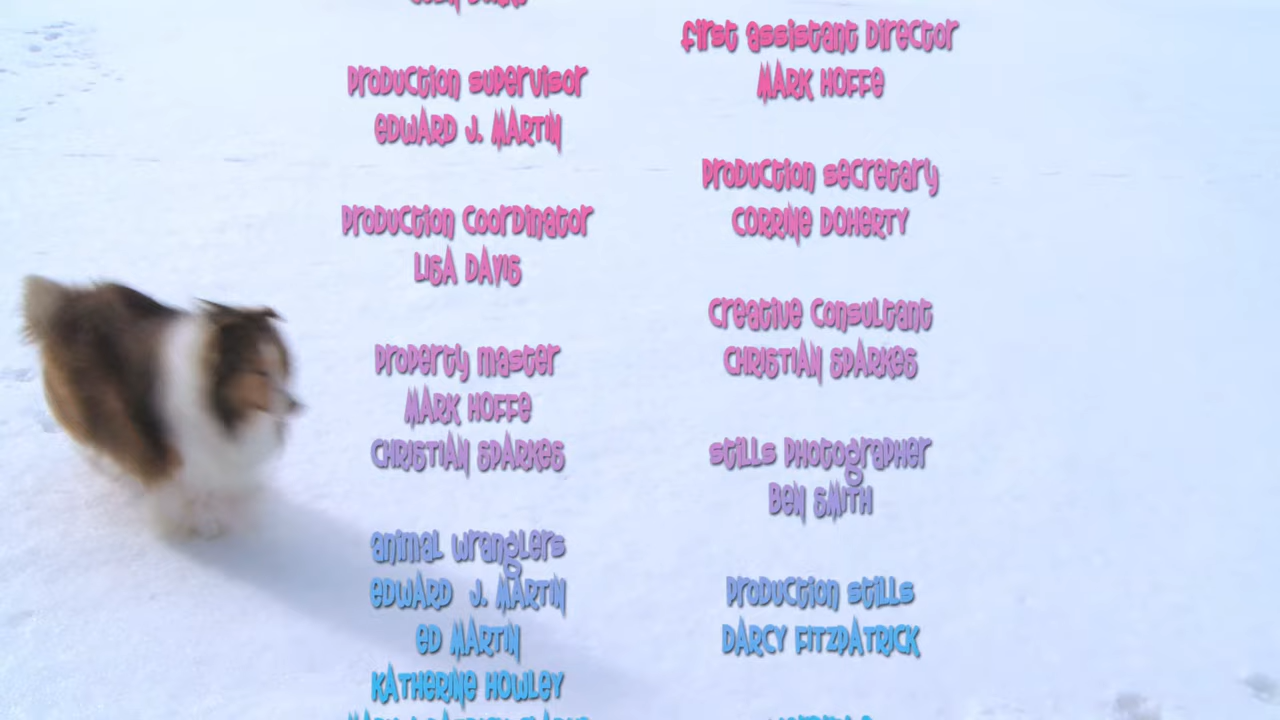 Production Supervisor
EDWARD J. MARTIN
Production Coordinator
LISA DAVIS
Property Master
MARK HOFFE
CHRISTIAN SPARKES
Animal Wranglers
EDWARD J. MARTIN
ED MARTIN
KATHERINE HOWLEY
First Assistant Director
MARK HOFFE
Production Secretary
CORRINE DOHERTY
Creative Consultant
CHRISTIAN SPARKES
Stills Photographer
BEN SMITH
Production Stills
DARCY FITZPATRICK